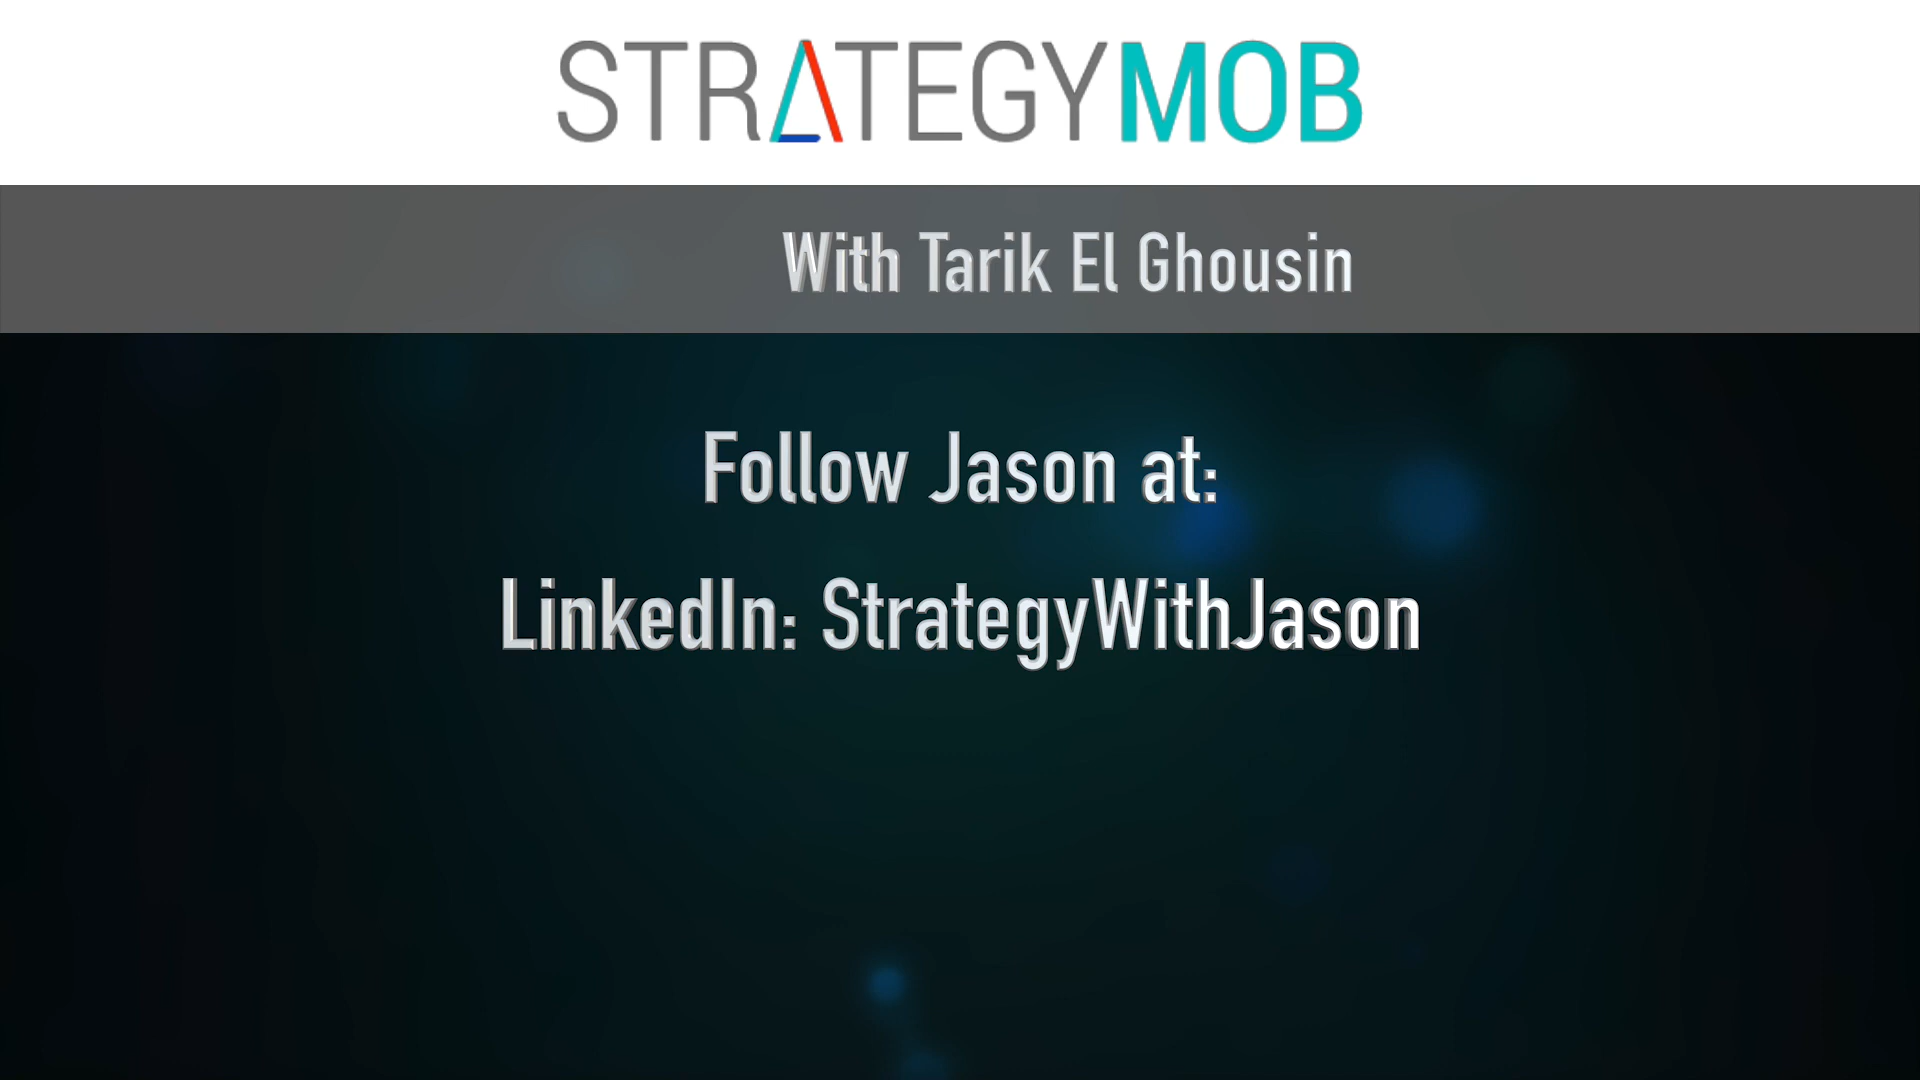 STRATEGYMOB
With Tarik El Ghousin
Follow Jason at:
LinkedIn: StrategyWithJason